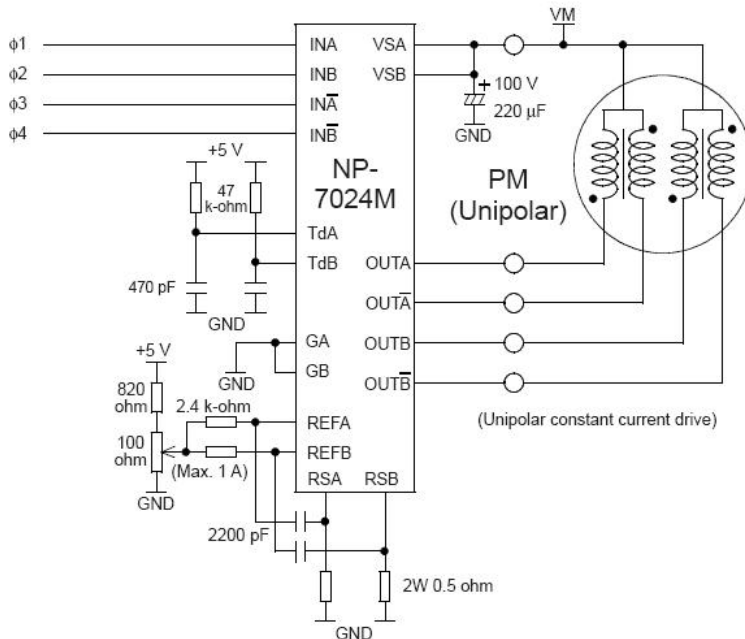 VM
ϕ1
ϕ2
ϕ3
ϕ4
INA
INB
INA̅
INB̅
VSA
VSB
+ 100 V
220 μF
GND
+5 V
47
k-ohm
NP-
7024M
PM
(Unipolar)
TdA
TdB
470 pF
GND
OUTA
OUTA̅
OUTB
OUTB̅
GA
GB
GND
+5 V
820
ohm
100
ohm
GND
2.4 k-ohm
(Max. 1 A)
REFA
REFB
RSA
RSB
(Unipolar constant current drive)
2200 pF
2W 0.5 ohm
GND